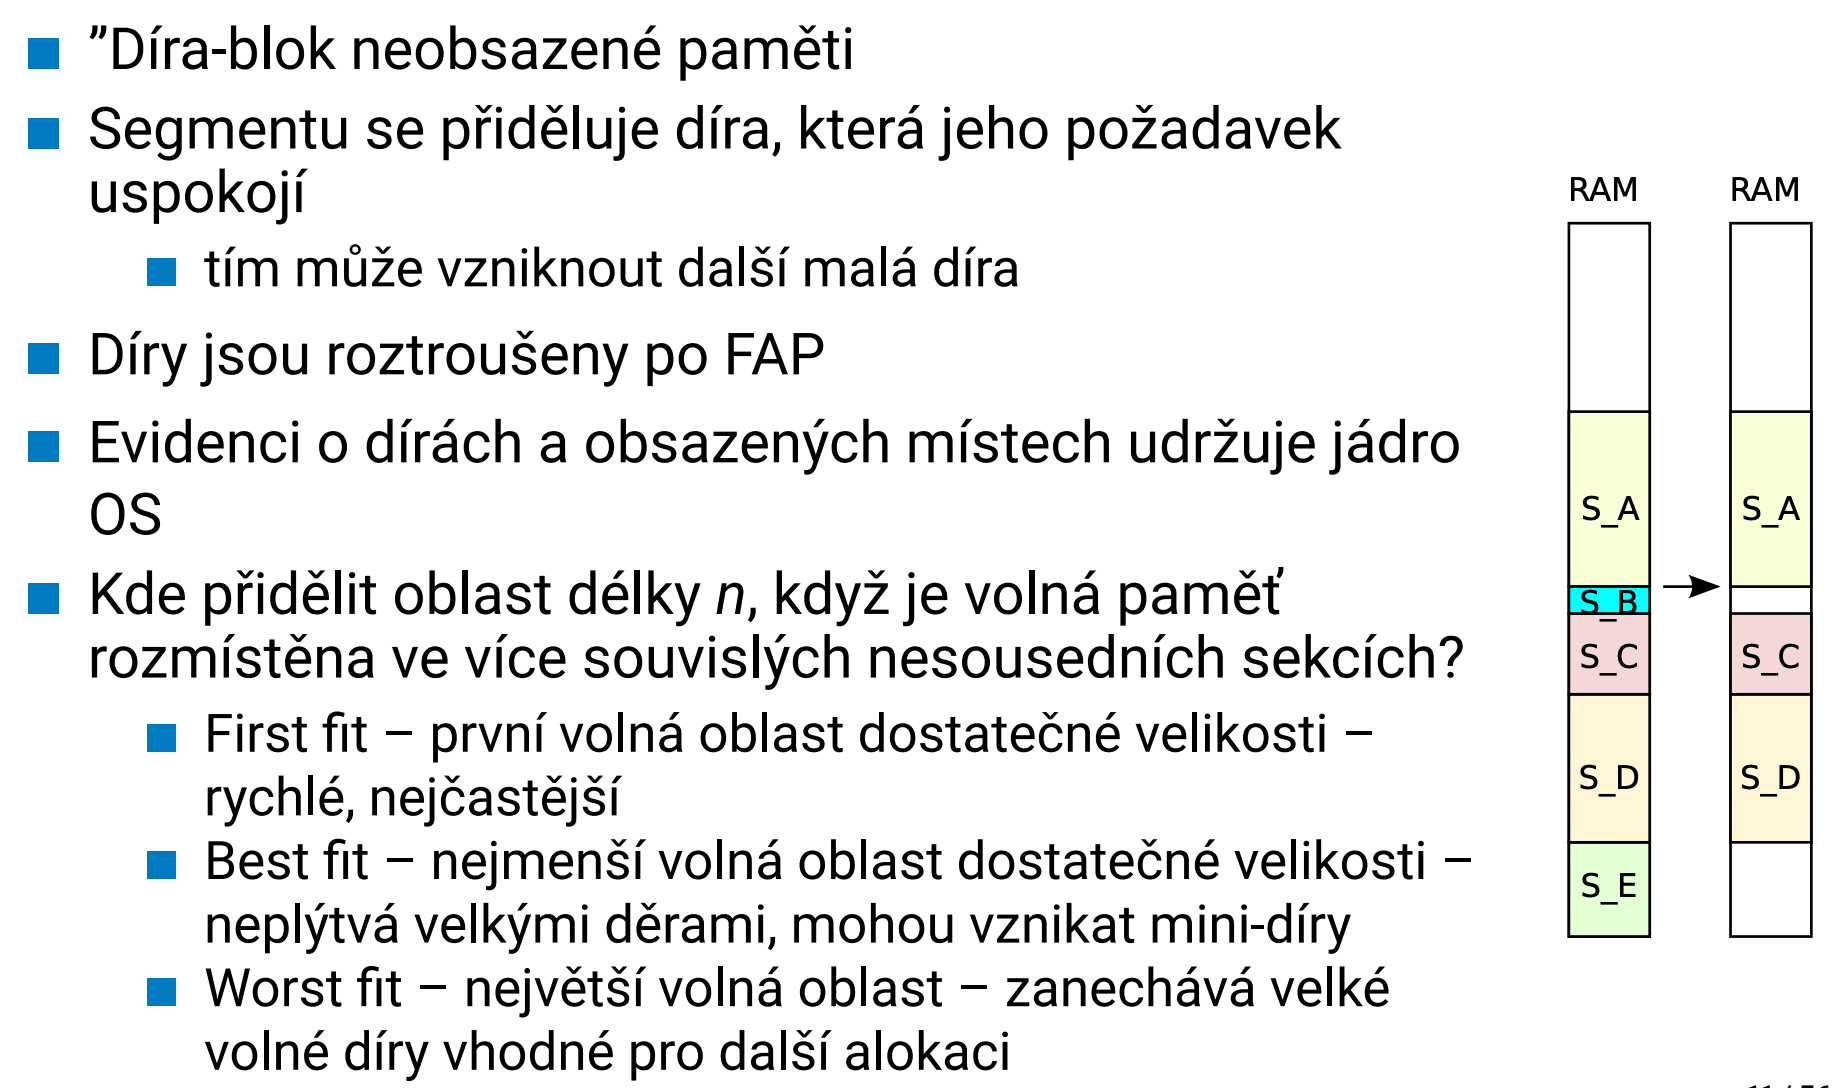 ”Díra-blok neobsazené paměti
Segmentu se přiděluje díra, která jeho požadavek
uspokojí
tím může vzniknout další malá díra
Díry jsou roztroušeny po FAP
Evidenci o dírách a obsazených místech udržuje jádro
OS
Kde přidělit oblast délky n, když je volná paměť
rozmístěna ve více souvislých nesousedních sekcích?
First fit – první volná oblast dostatečné velikosti –
rychlé, nejčastější
Best fit – nejmenší volná oblast dostatečné velikosti –
neplýtvá velkými děrami, mohou vznikat mini-díry
Worst fit – největší volná oblast – zanechává velké
volné díry vhodné pro další alokaci
RAM
S_A
S_B
S_C
S_D
S_E
RAM
S_A
S_C
S_D